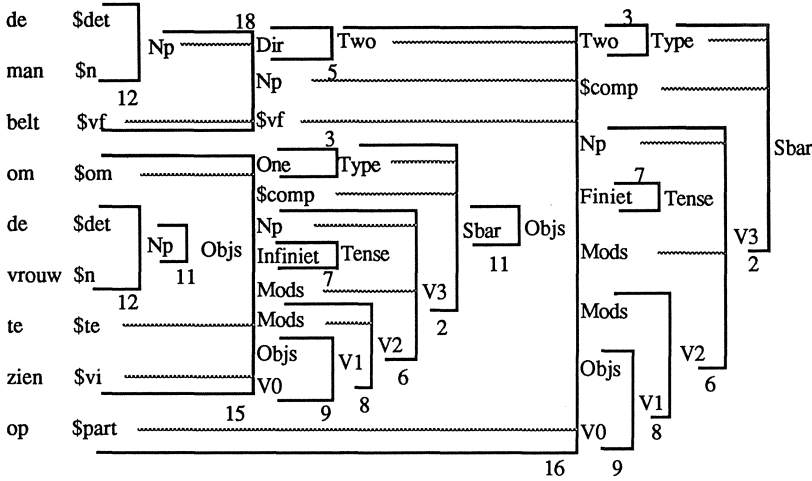 de $det Np 18 Dir Two Two 3 Type
man $n 12 Np 5 $comp
belt $vf $vf Np Sbar
om $om One 3 Type Finiet 7 Tense
$comp
de $det Np Objs Np Sbar Objs Mods V3
vrouw $n 12 11 Infiniet 7 Tense 11 2
Mods V3 Mods
te $te Mods 2
Objs V1 V2 Objs V2
zien $vi V0 6 6
15 9 8 V1
op $part V0 8
16 9